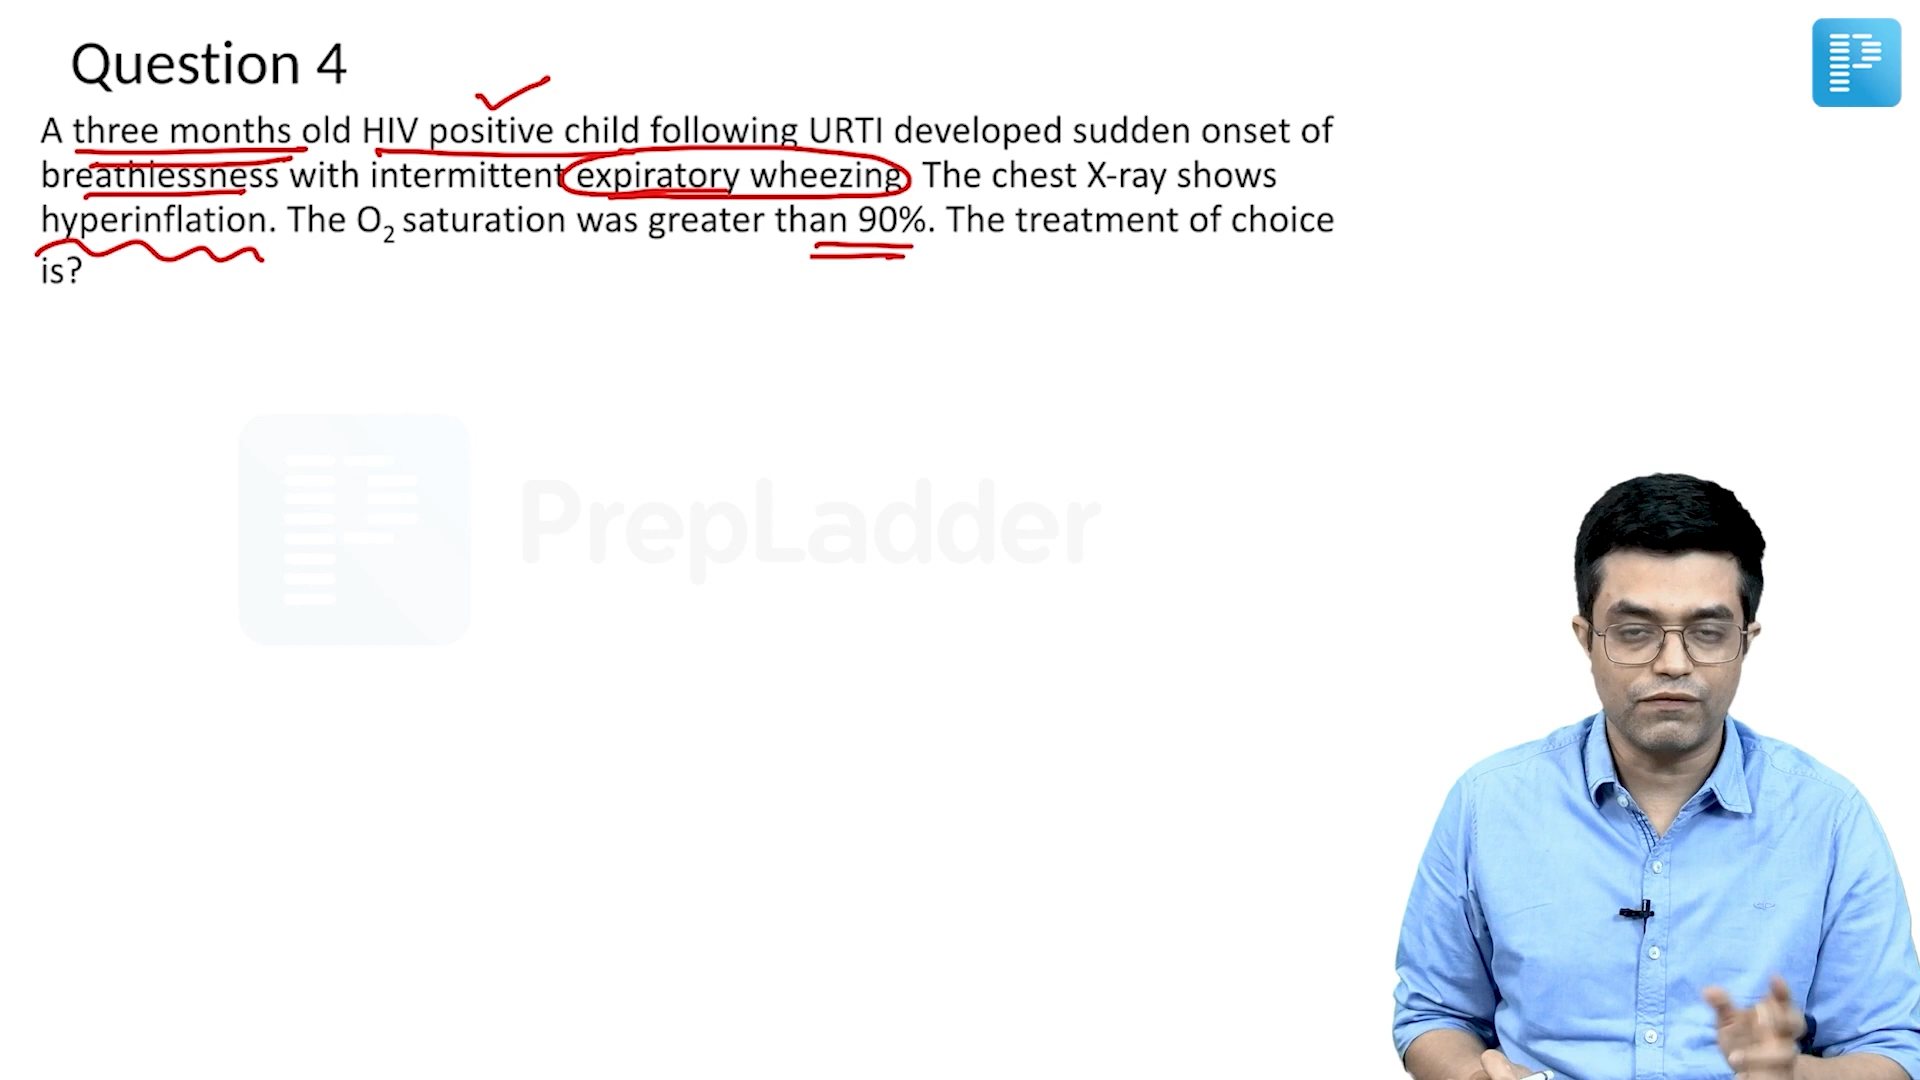 Question 4
A three months old HIV positive child following URTI developed sudden onset of
breathlessness with intermittent expiratory wheezing. The chest X-ray shows
hyperinflation. The O2 saturation was greater than 90%. The treatment of choice
is?
PrepLadder